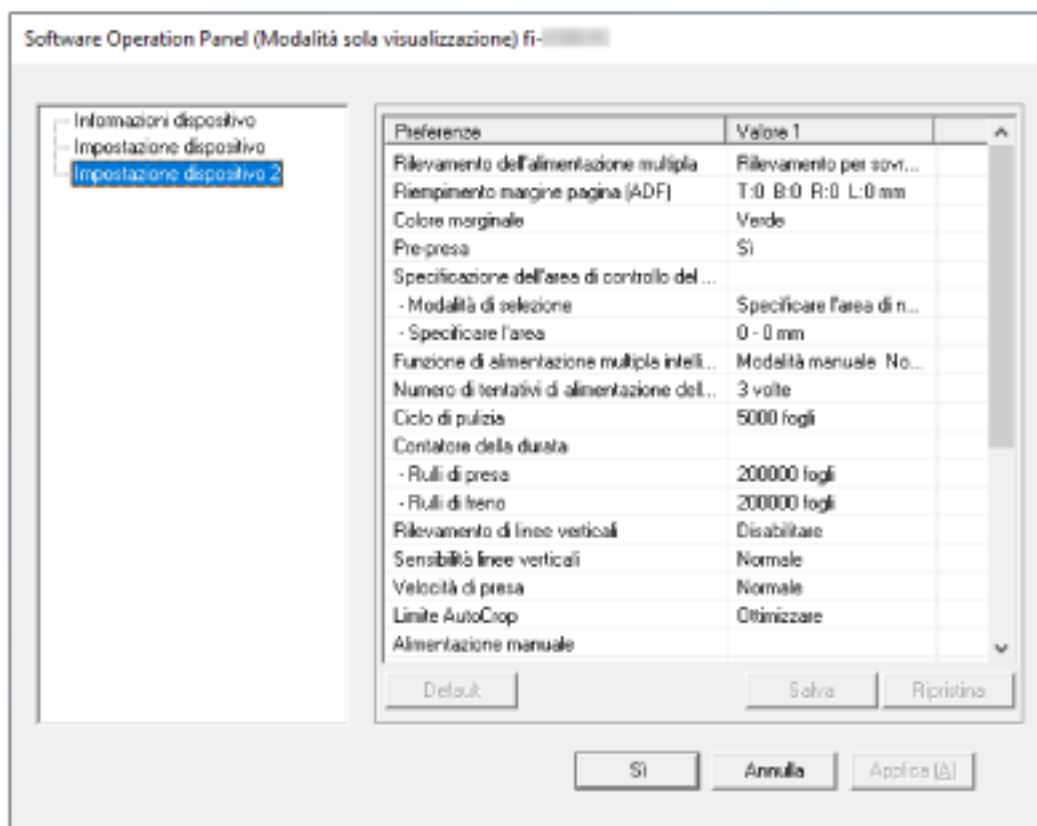 Software Operation Panel (Modalità sola visualizzazione) fi-
Informazioni dispositivo
Impostazione dispositivo
Impostazione dispositivo 2
Preferenze Valore 1
Rilevamento dell'alimentazione multipla Rilevamento per sovr...
Riempimento margine pagina (ADF) T:0 B:0 R:0 L:0 mm
Colore marginale Verde
Pre-presa Sì
Specificazione dell'area di controllo del ...
- Modalità di selezione Specificare l'area di n...
- Specificare l'area 0 - 0 mm
Funzione di alimentazione multipla intelli... Modalità manuale No...
Numero di tentativi di alimentazione dell... 3 volte
Ciclo di pulizia 5000 fogli
Contatore della durata
- Rulli di presa 200000 fogli
- Rulli di freno 200000 fogli
Rilevamento di linee verticali Disabilitare
Sensibilità linee verticali Normale
Velocità di presa Normale
Limite AutoCrop Ottimizzare
Alimentazione manuale
Default Salva Ripristina
Sì Annulla Applica (A)